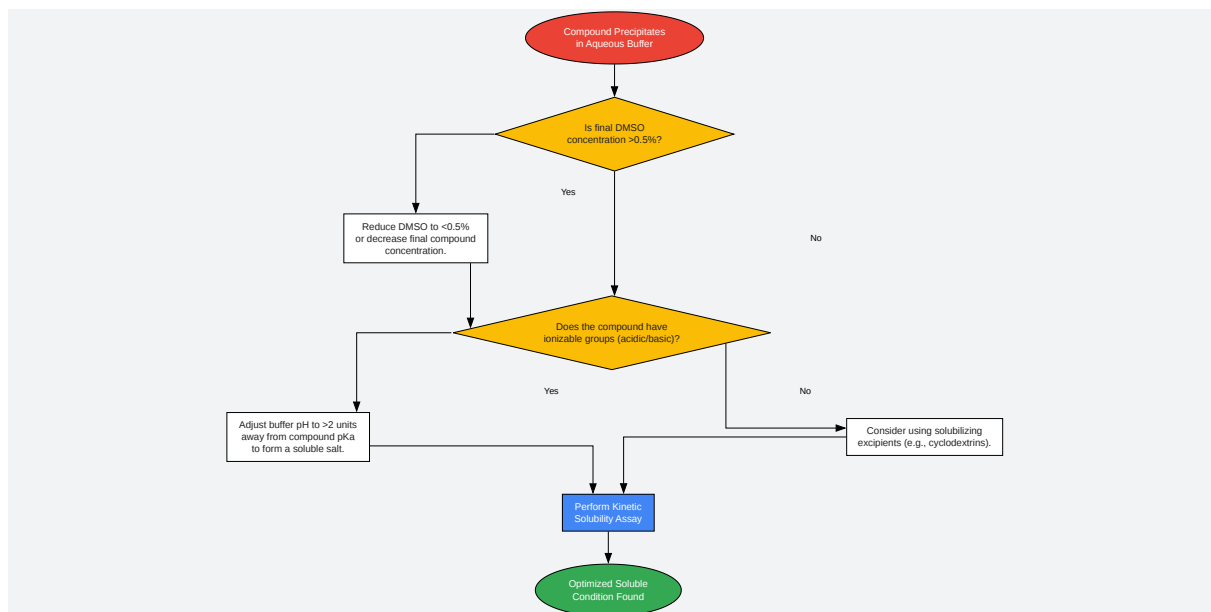 Compound Precipitates
in Aqueous Buffer
Is final DMSO
concentration >0.5%?
Yes
No
Reduce DMSO to <0.5%
or decrease final compound
concentration.
Does the compound have
ionizable groups (acidic/basic)?
Yes
No
Adjust buffer pH to >2 units
away from compound pKa
to form a soluble salt.
Consider using solubilizing
excipients (e.g., cyclodextrins).
Perform Kinetic
Solubility Assay
Optimized Soluble
Condition Found